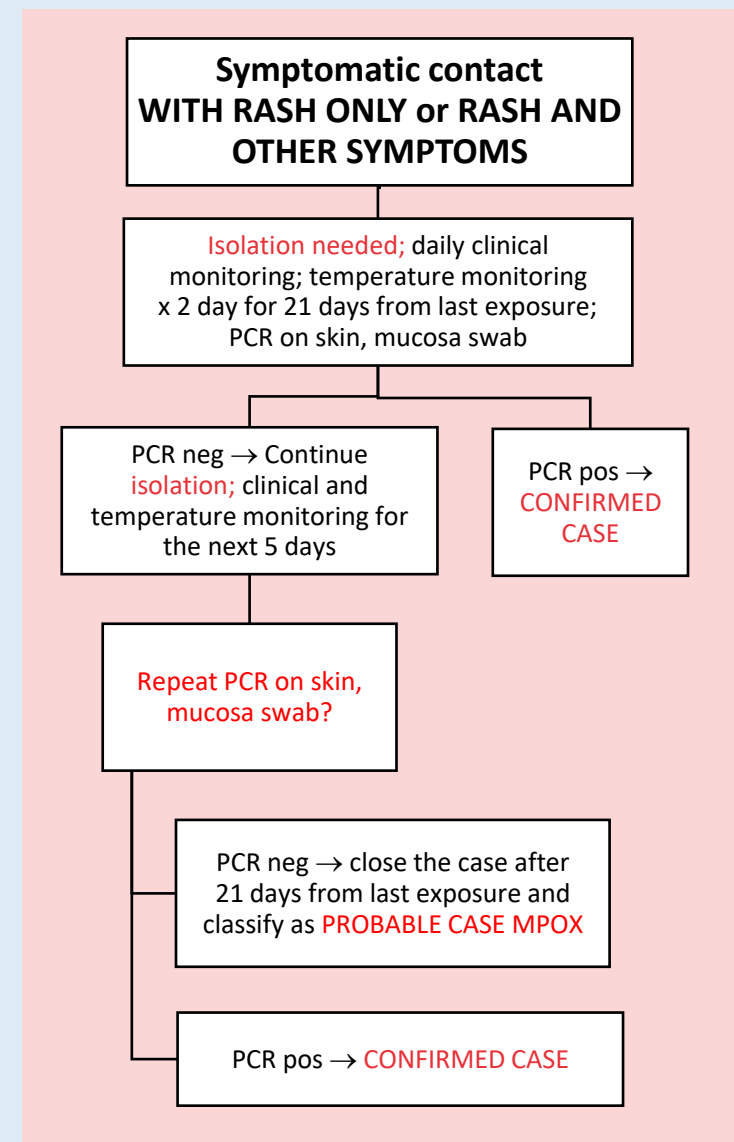 Symptomatic contact
WITH RASH ONLY or RASH AND
OTHER SYMPTOMS
Isolation needed; daily clinical
monitoring; temperature monitoring
x 2 day for 21 days from last exposure;
PCR on skin, mucosa swab
PCR neg → Continue
isolation; clinical and
temperature monitoring for
the next 5 days
PCR pos →
CONFIRMED
CASE
Repeat PCR on skin,
mucosa swab?
PCR neg → close the case after
21 days from last exposure and
classify as PROBABLE CASE MPOX
PCR pos → CONFIRMED CASE